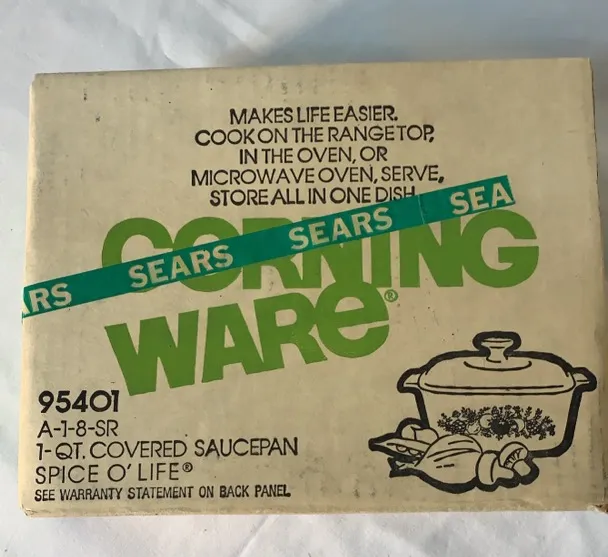 MAKES LIFE EASIER.
COOK ON THE RANGETOP,
IN THE OVEN, OR
MICROWAVE OVEN, SERVE,
STORE ALL IN ONE DISH
RS SEARS SEARS SEA
CORNING
WARe®
95401
A-1-8-SR
1-QT. COVERED SAUCEPAN
SPICE O' LIFE®
SEE WARRANTY STATEMENT ON BACK PANEL